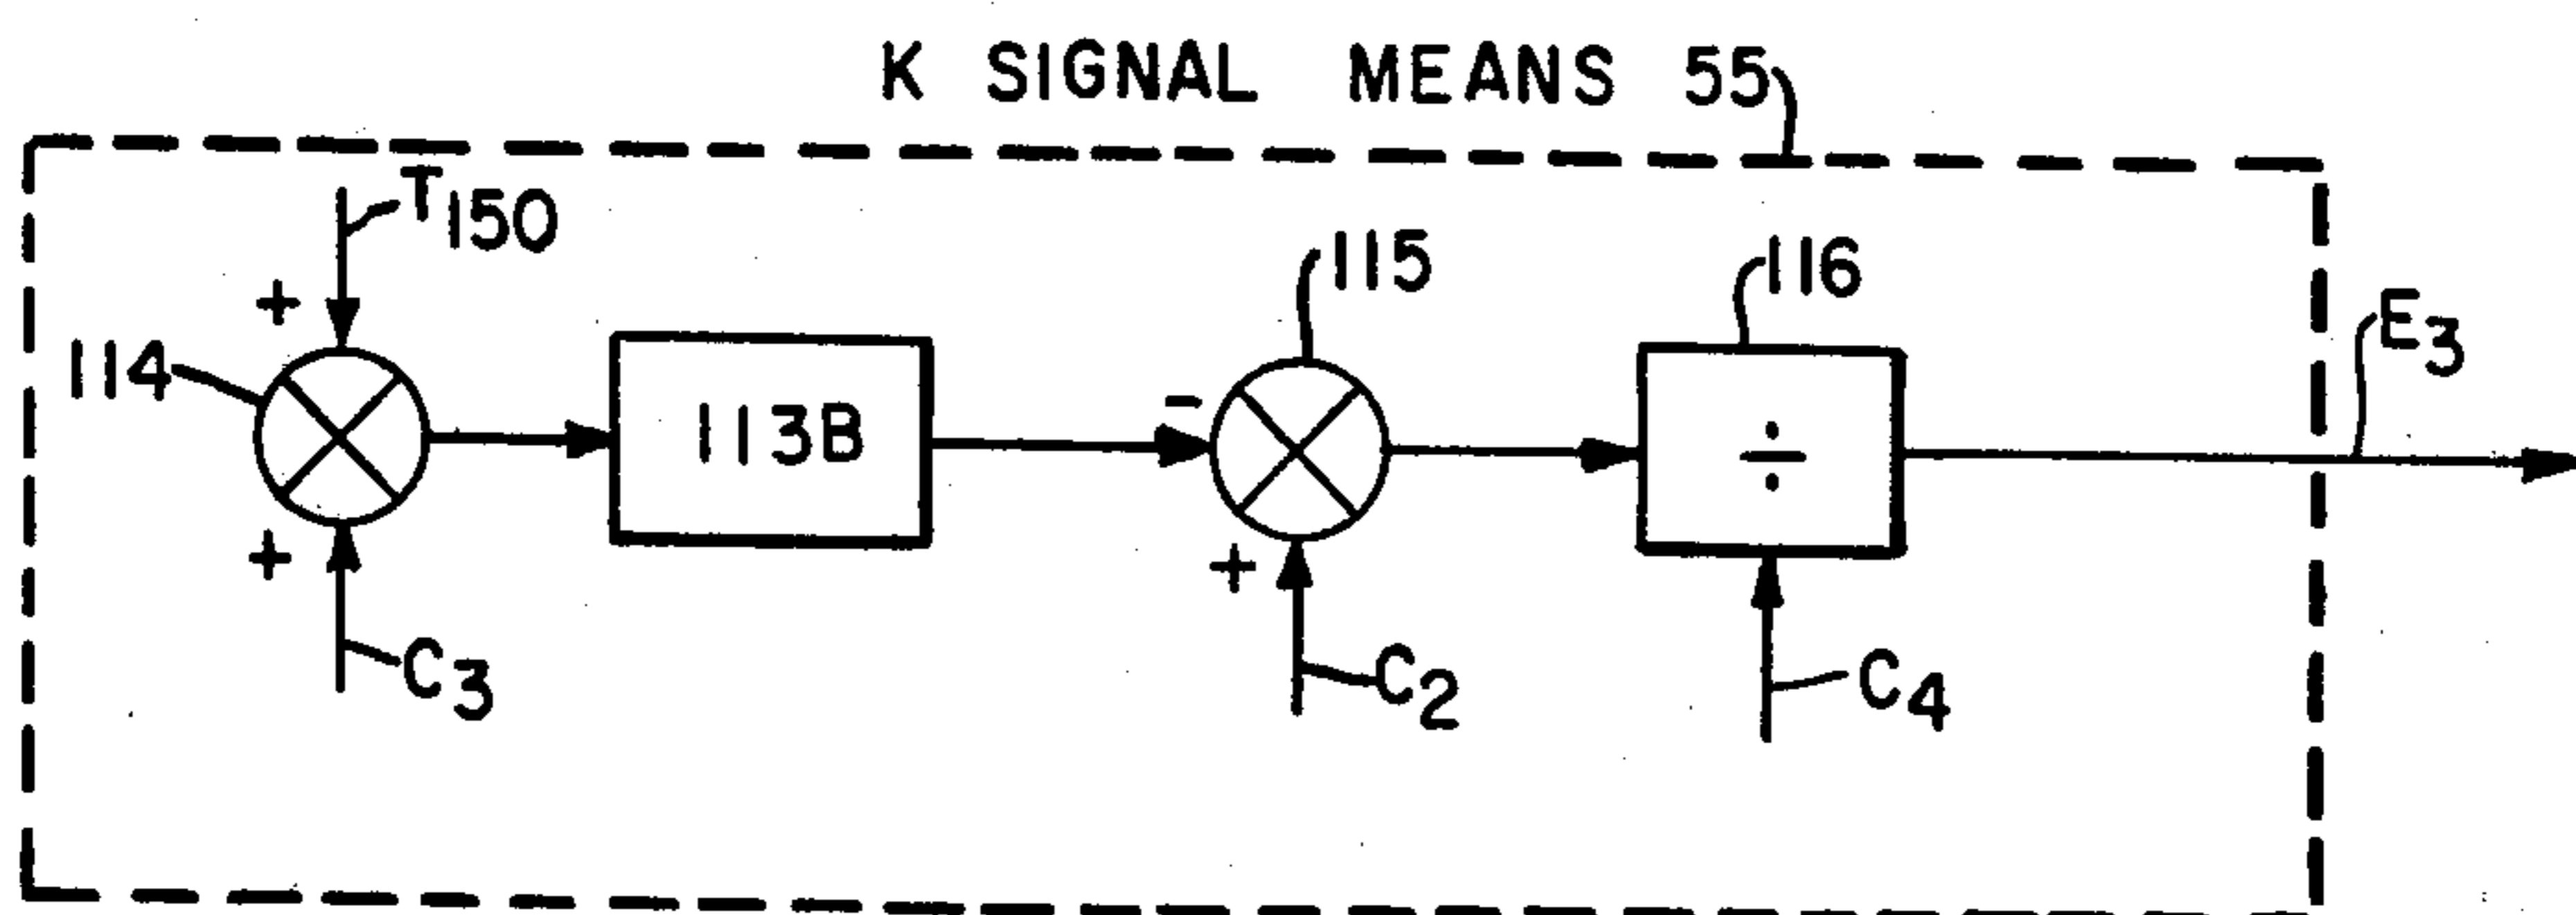 K SIGNAL MEANS 55
T150
+
114
+
C3
113B
115
-
+
C2
116
÷
C4
E3